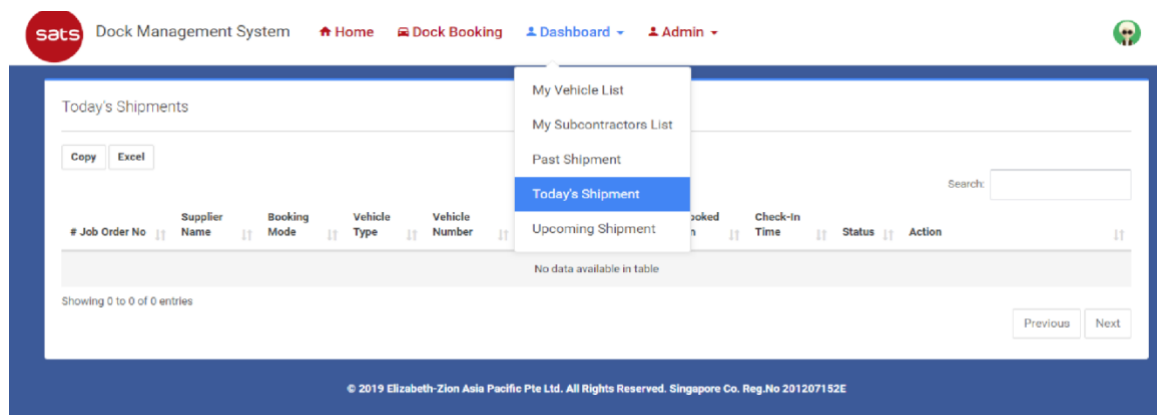 sats Dock Management System Home Dock Booking Dashboard Admin
My Vehicle List
My Subcontractors List
Past Shipment
Today's Shipment
Upcoming Shipment
Today's Shipments
Copy Excel
Search:
# Job Order No Supplier Name Booking Mode Vehicle Type Vehicle Number Check-In Time Status Action
No data available in table
Showing 0 to 0 of 0 entries
Previous Next
© 2019 Elizabeth-Zion Asia Pacific Pte Ltd. All Rights Reserved. Singapore Co. Reg.No 201207152E